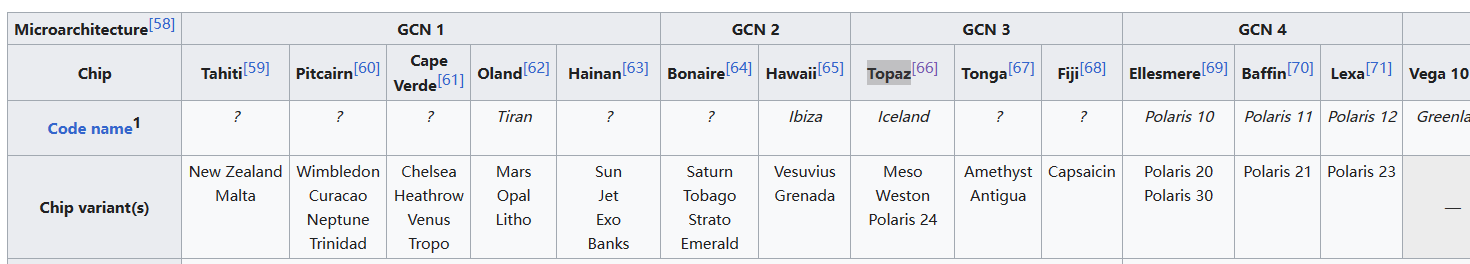 Microarchitecture[58] GCN 1 GCN 2 GCN 3 GCN 4
Chip Tahiti[59] Pitcairn[60] Cape Verde[61] Oland[62] Hainan[63] Bonaire[64] Hawaii[65] Topaz[66] Tonga[67] Fiji[68] Ellesmere[69] Baffin[70] Lexa[71] Vega 10
Code name1 ? ? ? Tiran ? ? Ibiza Iceland ? ? Polaris 10 Polaris 11 Polaris 12 Greenla
Chip variant(s)
New Zealand Wimbledon Chelsea Mars Sun Saturn Vesuvius Meso Amethyst Capsaicin Polaris 20 Polaris 21 Polaris 23 —
Malta Curacao Heathrow Opal Jet Tobago Grenada Weston Antigua Polaris 30
Neptune Venus Litho Exo Strato Polaris 24
Trinidad Tropo Banks Emerald